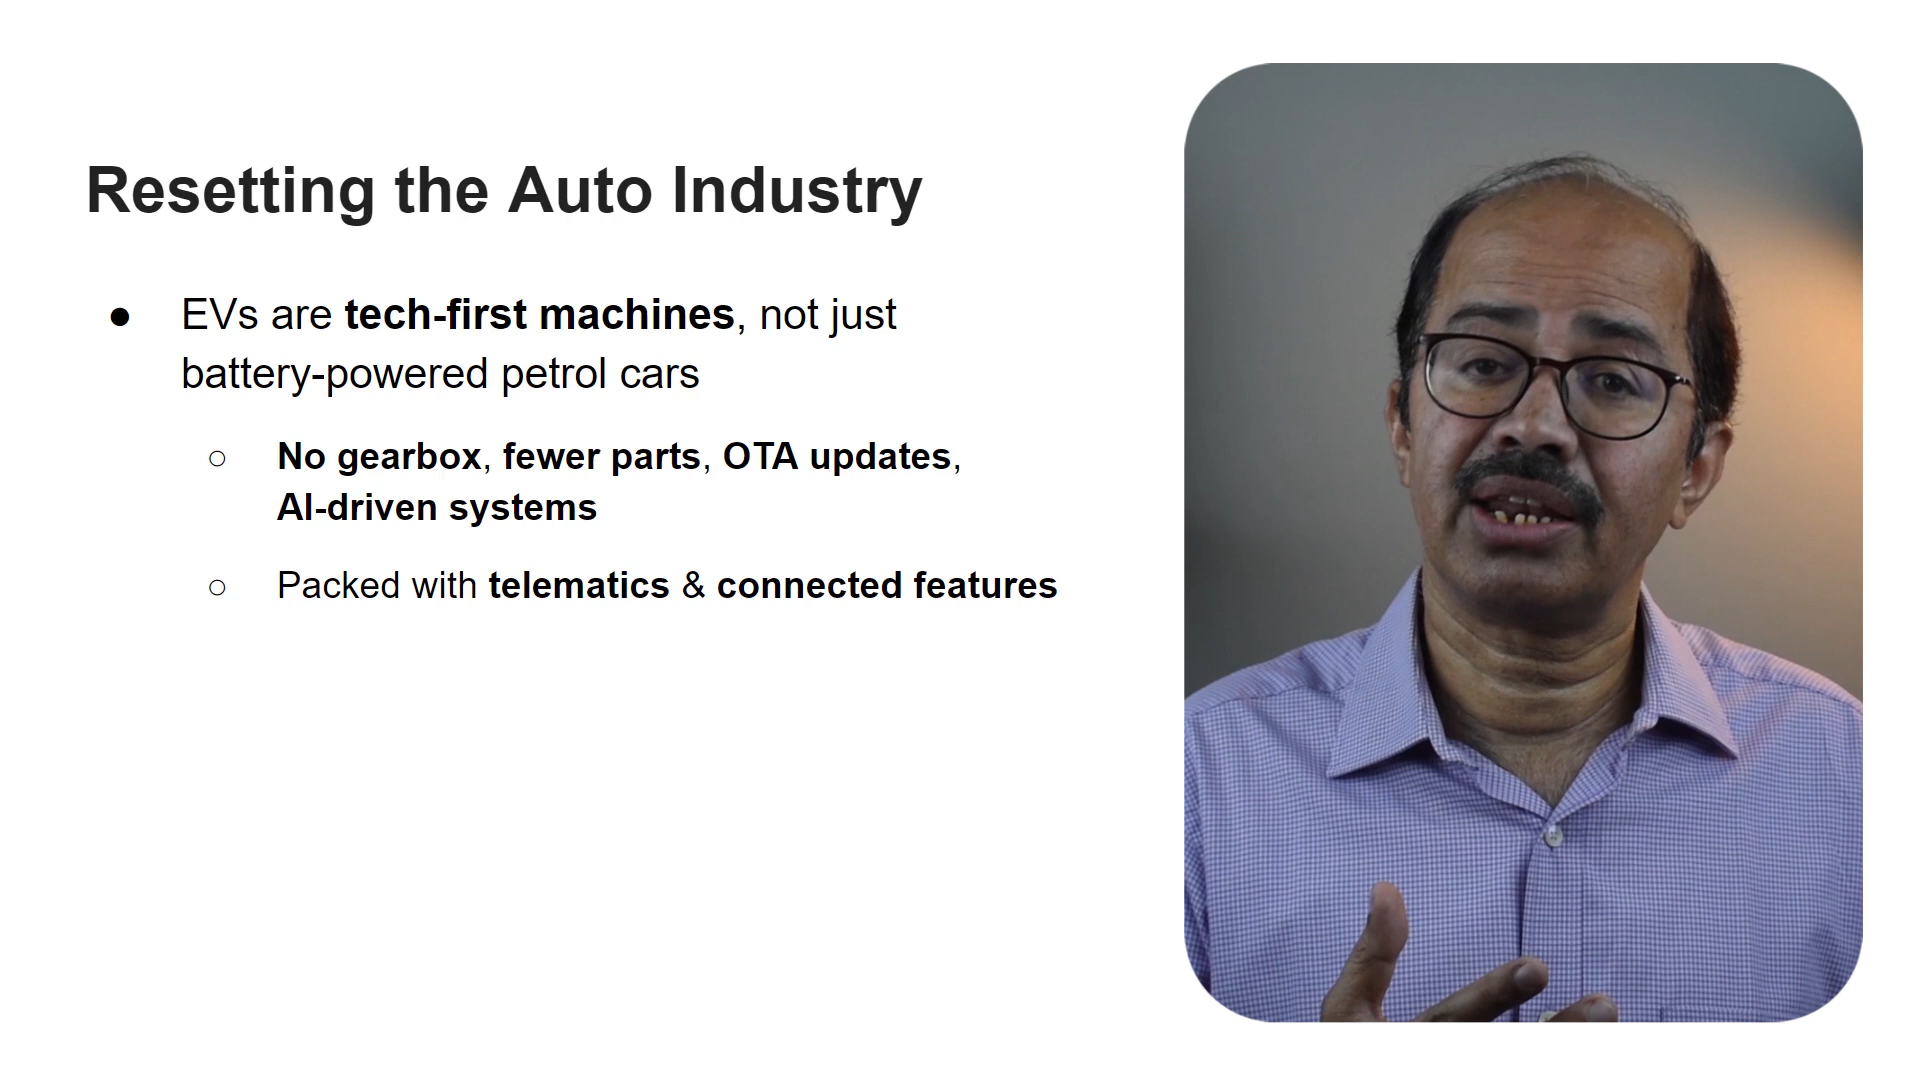 Resetting the Auto Industry
● EVs are tech-first machines, not just
battery-powered petrol cars
○ No gearbox, fewer parts, OTA updates,
AI-driven systems
○ Packed with telematics & connected features